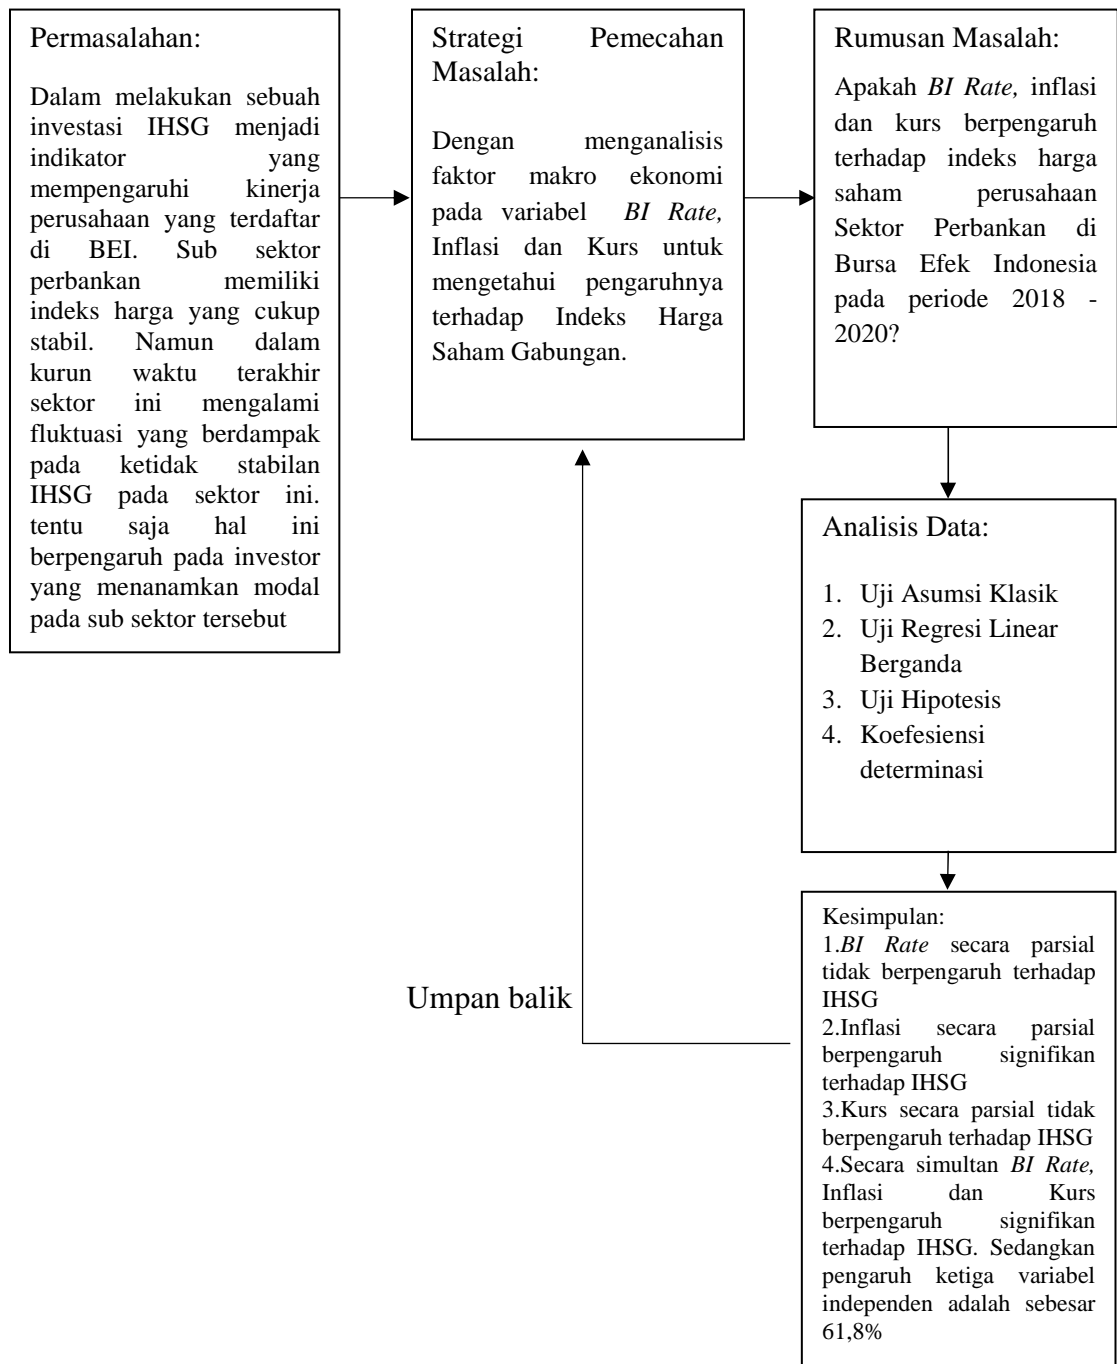 Permasalahan:
Dalam melakukan sebuah
investasi IHSG menjadi
indikator yang
mempengaruhi kinerja
perusahaan yang terdaftar
di BEI. Sub sektor
perbankan memiliki
indeks harga yang cukup
stabil. Namun dalam
kurun waktu terakhir
sektor ini mengalami
fluktuasi yang berdampak
pada ketidak stabilan
IHSG pada sektor ini.
tentu saja hal ini
berpengaruh pada investor
yang menanamkan modal
pada sub sektor tersebut
Strategi Pemecahan
Masalah:
Dengan menganalisis
faktor makro ekonomi
pada variabel BI Rate,
Inflasi dan Kurs untuk
mengetahui pengaruhnya
terhadap Indeks Harga
Saham Gabungan.
Rumusan Masalah:
Apakah BI Rate, inflasi
dan kurs berpengaruh
terhadap indeks harga
saham perusahaan
Sektor Perbankan di
Bursa Efek Indonesia
pada periode 2018 -
2020?
Analisis Data:
1. Uji Asumsi Klasik
2. Uji Regresi Linear
Berganda
3. Uji Hipotesis
4. Koefesiensi
determinasi
Kesimpulan:
1.BI Rate secara parsial
tidak berpengaruh terhadap
IHSG
2.Inflasi secara parsial
berpengaruh signifikan
terhadap IHSG
3.Kurs secara parsial tidak
berpengaruh terhadap IHSG
4.Secara simultan BI Rate,
Inflasi dan Kurs
berpengaruh signifikan
terhadap IHSG. Sedangkan
pengaruh ketiga variabel
independen adalah sebesar
61,8%
Umpan balik